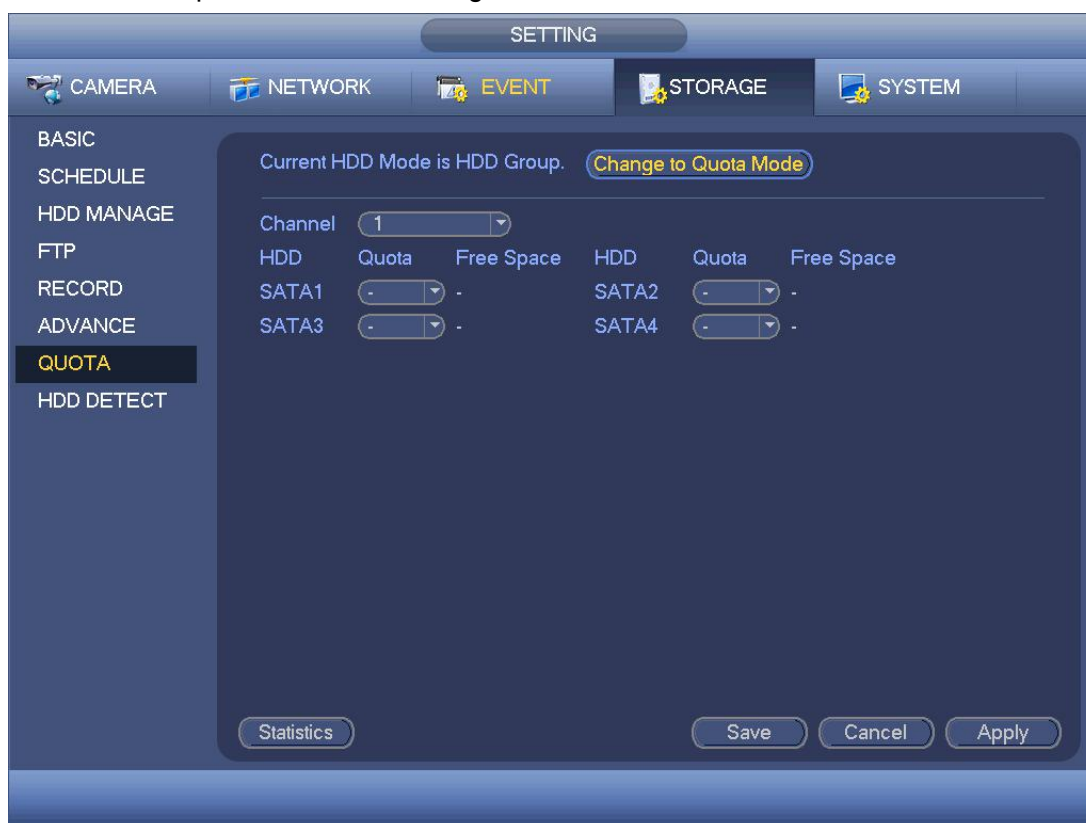 SETTING
CAMERA NETWORK EVENT STORAGE SYSTEM
BASIC
SCHEDULE
HDD MANAGE
FTP
RECORD
ADVANCE
QUOTA
HDD DETECT
Current HDD Mode is HDD Group. Change to Quota Mode
Channel 1
HDD Quota Free Space HDD Quota Free Space
SATA1 - - SATA2 - -
SATA3 - - SATA4 - -
Statistics Save Cancel Apply